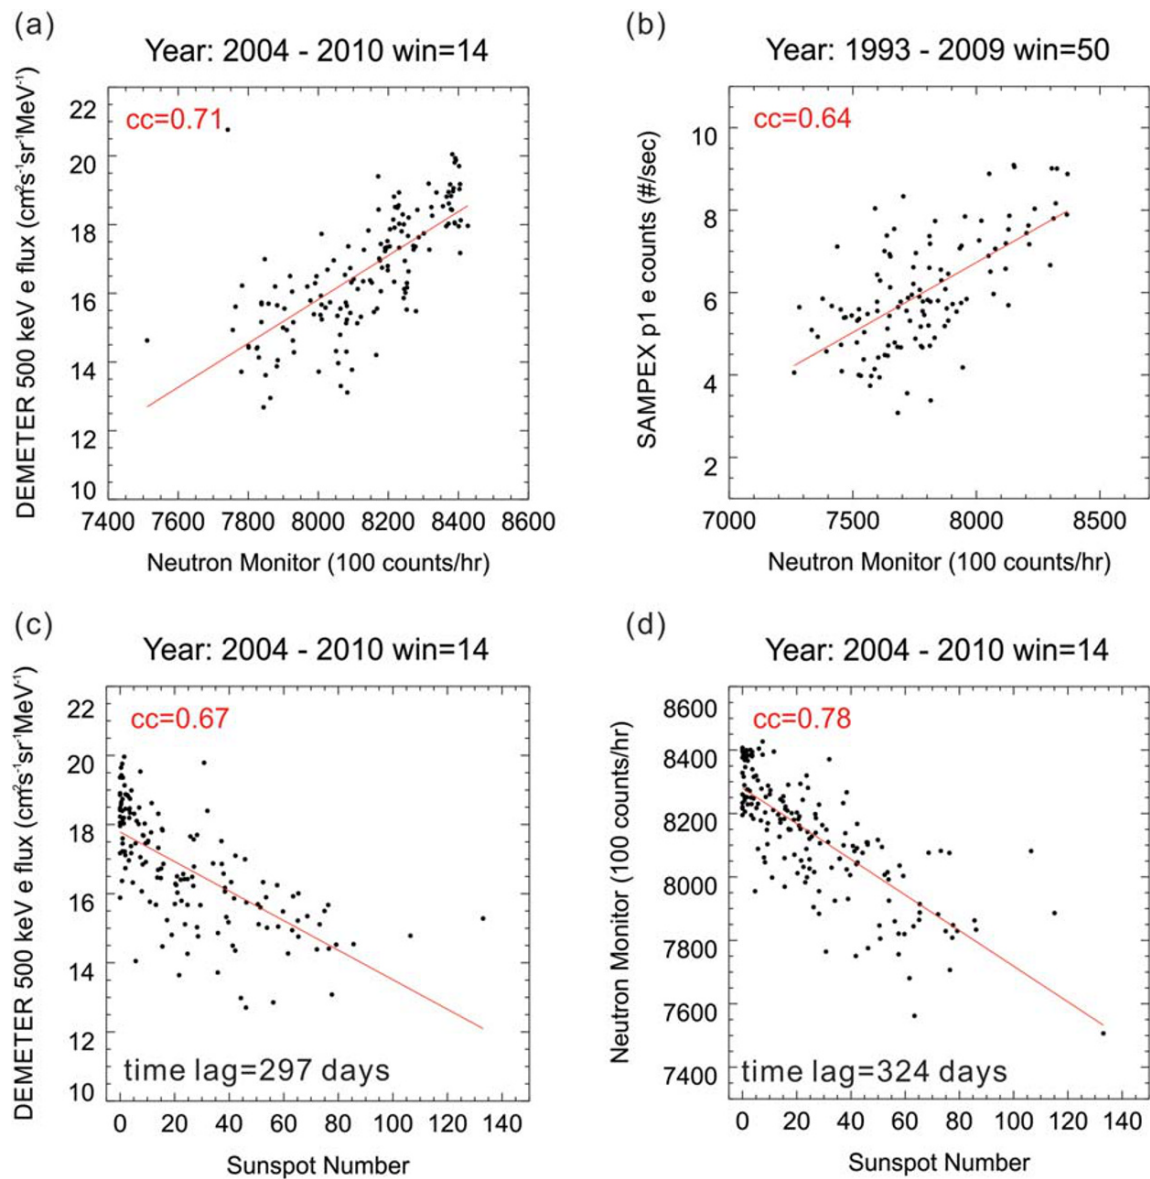 (a)
Year: 2004 - 2010 win=14
cc=0.71
DEMETER 500 keV e flux (cm²s⁻¹sr⁻¹MeV⁻¹)
22
20
18
16
14
12
10
7400 7600 7800 8000 8200 8400 8600
Neutron Monitor (100 counts/hr)
(b)
Year: 1993 - 2009 win=50
cc=0.64
SAMPEX p1 e counts (#/sec)
10
8
6
4
2
7000 7500 8000 8500
Neutron Monitor (100 counts/hr)
(c)
Year: 2004 - 2010 win=14
cc=0.67
DEMETER 500 keV e flux (cm²s⁻¹sr⁻¹MeV⁻¹)
22
20
18
16
14
12
10
time lag=297 days
0 20 40 60 80 100 120 140
Sunspot Number
(d)
Year: 2004 - 2010 win=14
cc=0.78
Neutron Monitor (100 counts/hr)
8600
8400
8200
8000
7800
7600
7400
time lag=324 days
0 20 40 60 80 100 120 140
Sunspot Number